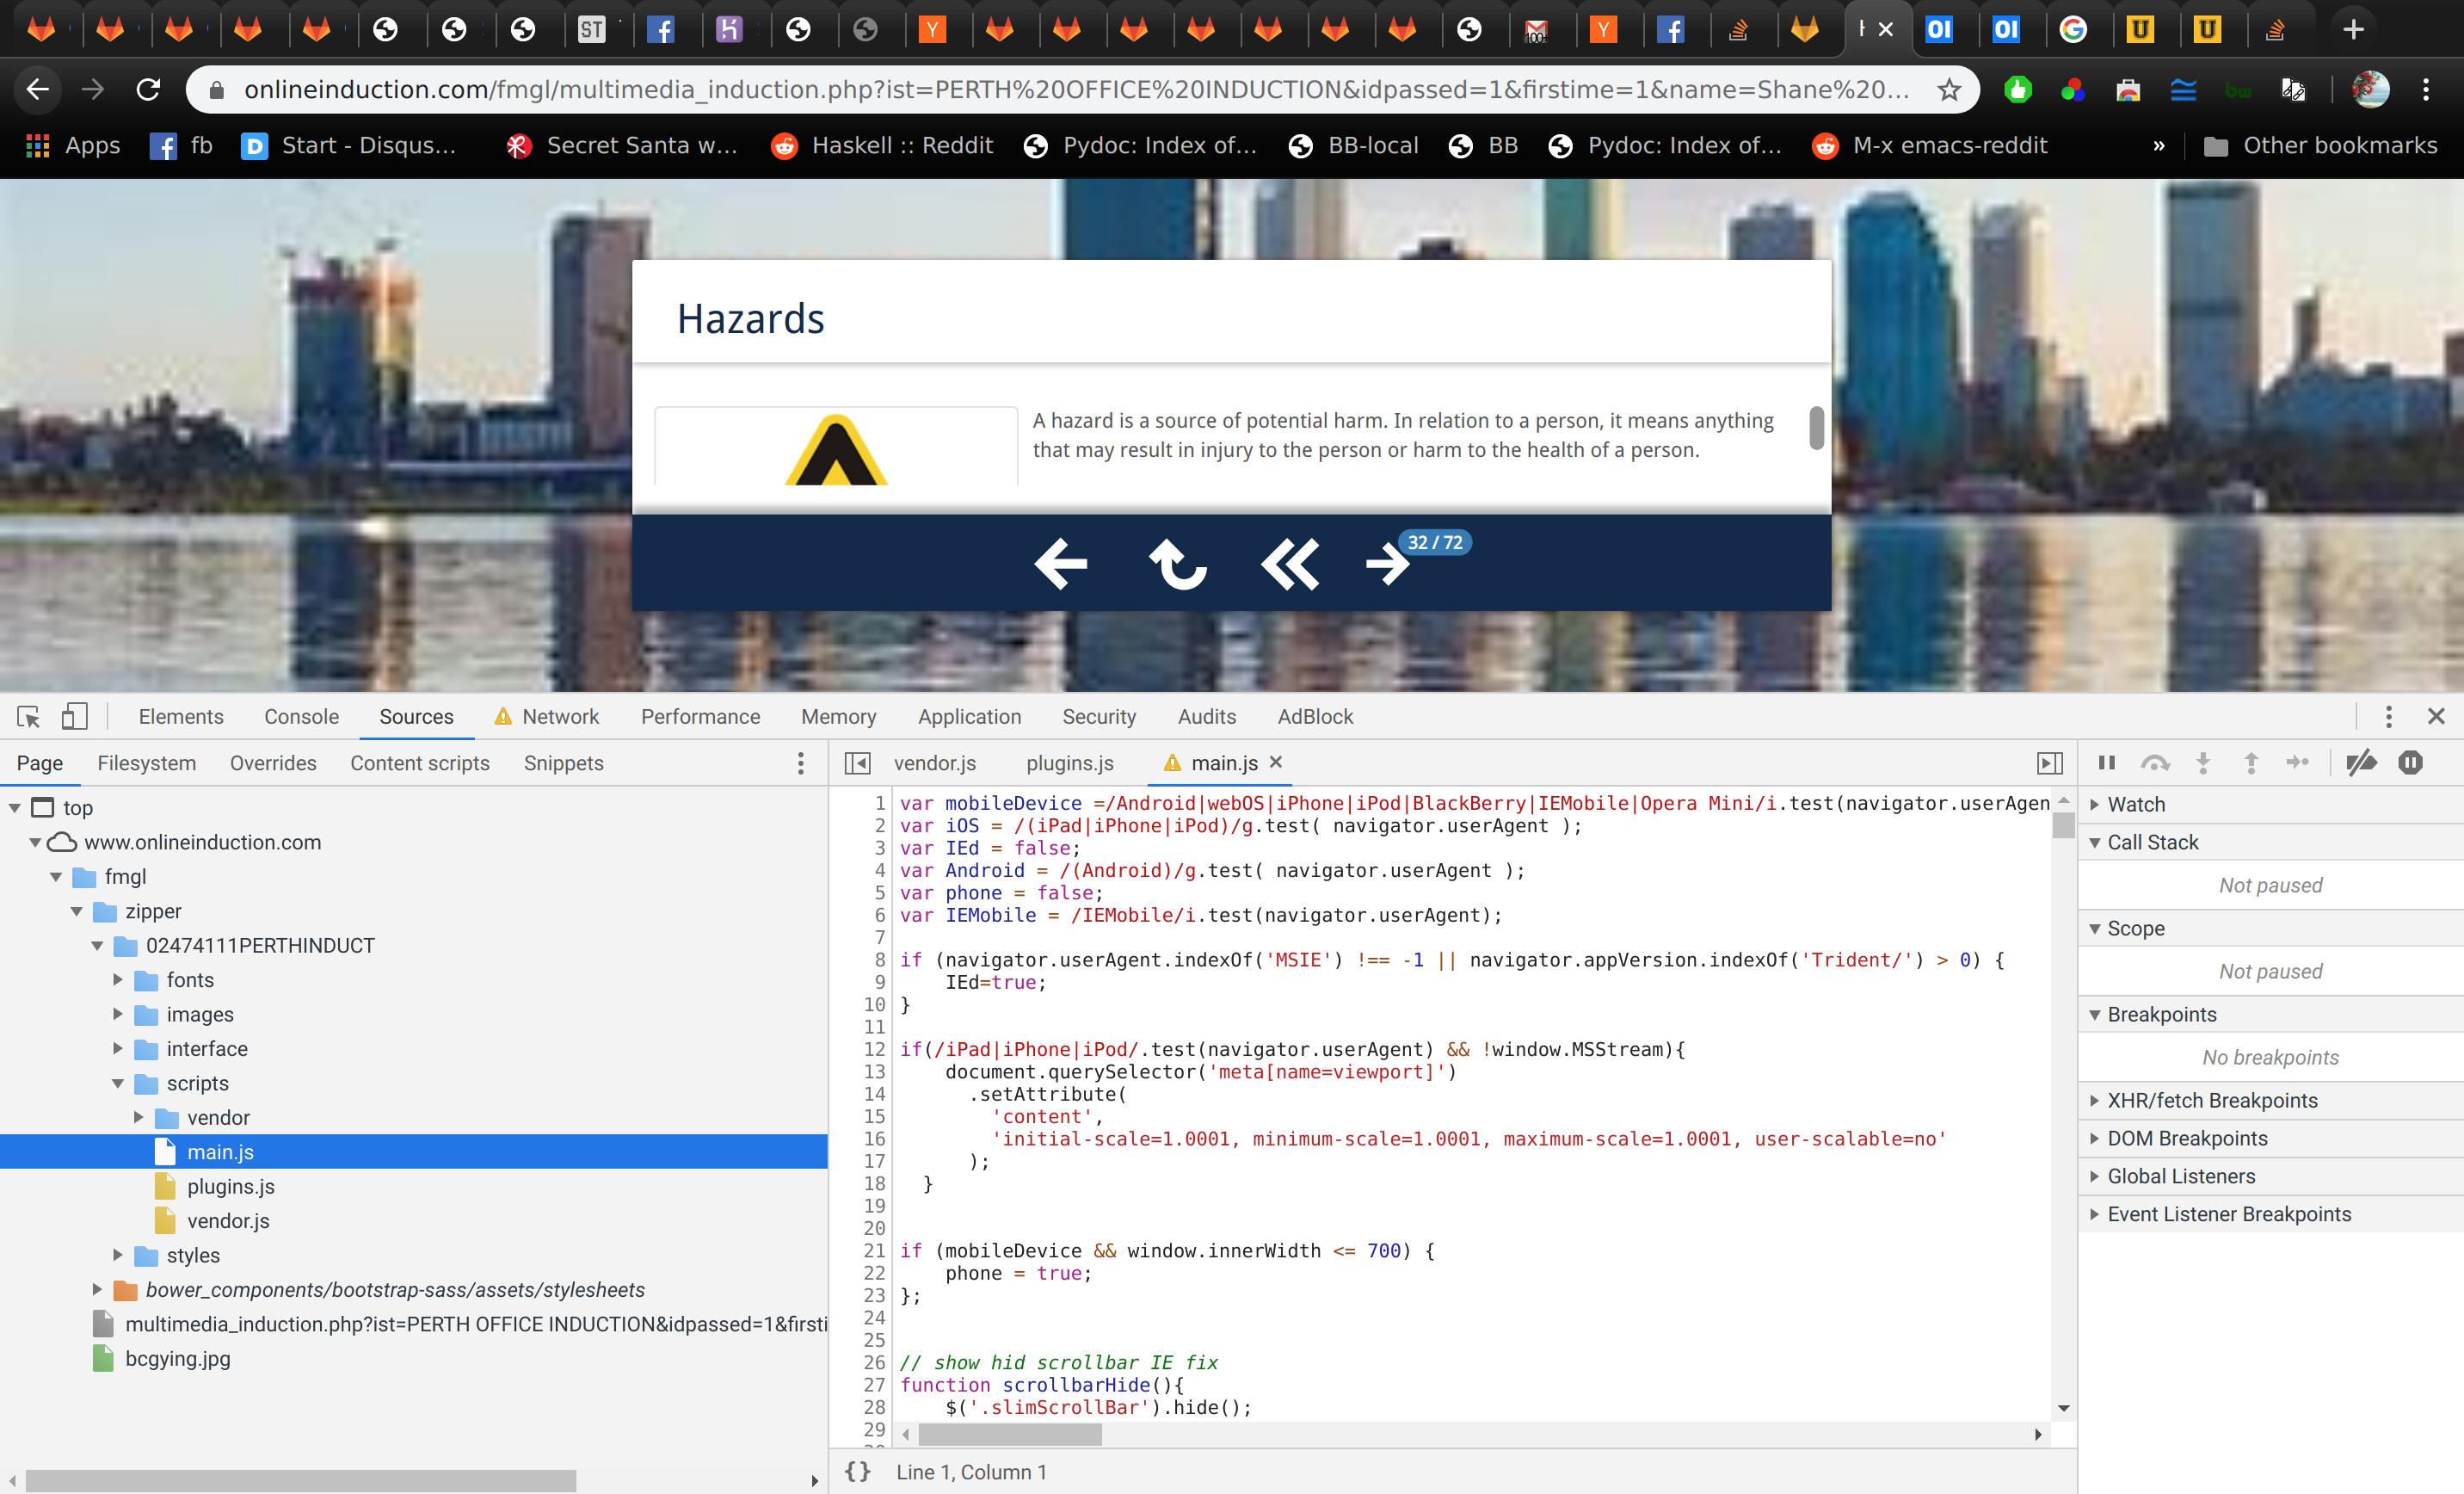 ST
100+
OI
OI
onlineinduction.com/fmgl/multimedia_induction.php?ist=PERTH%20OFFICE%20INDUCTION&idpassed=1&firstime=1&name=Shane%20...
bw
Apps
fb
Start - Disqus...
Secret Santa w...
Haskell :: Reddit
Pydoc: Index of...
BB-local
BB
Pydoc: Index of...
M-x emacs-reddit
»
Other bookmarks
Hazards
A hazard is a source of potential harm. In relation to a person, it means anything
that may result in injury to the person or harm to the health of a person.
32 / 72
Elements Console Sources Network Performance Memory Application Security Audits AdBlock
Page Filesystem Overrides Content scripts Snippets
top
www.onlineinduction.com
fmgl
zipper
02474111PERTHINDUCT
fonts
images
interface
scripts
vendor
main.js
plugins.js
vendor.js
styles
bower_components/bootstrap-sass/assets/stylesheets
multimedia_induction.php?ist=PERTH OFFICE INDUCTION&idpassed=1&firsti
bcgying.jpg
vendor.js plugins.js main.js
1 var mobileDevice =/Android|webOS|iPhone|iPod|BlackBerry|IEMobile|Opera Mini/i.test(navigator.userAgen
2 var iOS = /(iPad|iPhone|iPod)/g.test( navigator.userAgent );
3 var IEd = false;
4 var Android = /(Android)/g.test( navigator.userAgent );
5 var phone = false;
6 var IEMobile = /IEMobile/i.test(navigator.userAgent);
7
8 if (navigator.userAgent.indexOf('MSIE') !== -1 || navigator.appVersion.indexOf('Trident/') > 0) {
9 IEd=true;
10 }
11
12 if(/iPad|iPhone|iPod/.test(navigator.userAgent) && !window.MSStream){
13 document.querySelector('meta[name=viewport]')
14 .setAttribute(
15 'content',
16 'initial-scale=1.0001, minimum-scale=1.0001, maximum-scale=1.0001, user-scalable=no'
17 );
18 }
19
20
21 if (mobileDevice && window.innerWidth <= 700) {
22 phone = true;
23 };
24
25
26 // show hid scrollbar IE fix
27 function scrollbarHide(){
28 $('.slimScrollBar').hide();
29
{} Line 1, Column 1
Watch
Call Stack
Not paused
Scope
Not paused
Breakpoints
No breakpoints
XHR/fetch Breakpoints
DOM Breakpoints
Global Listeners
Event Listener Breakpoints